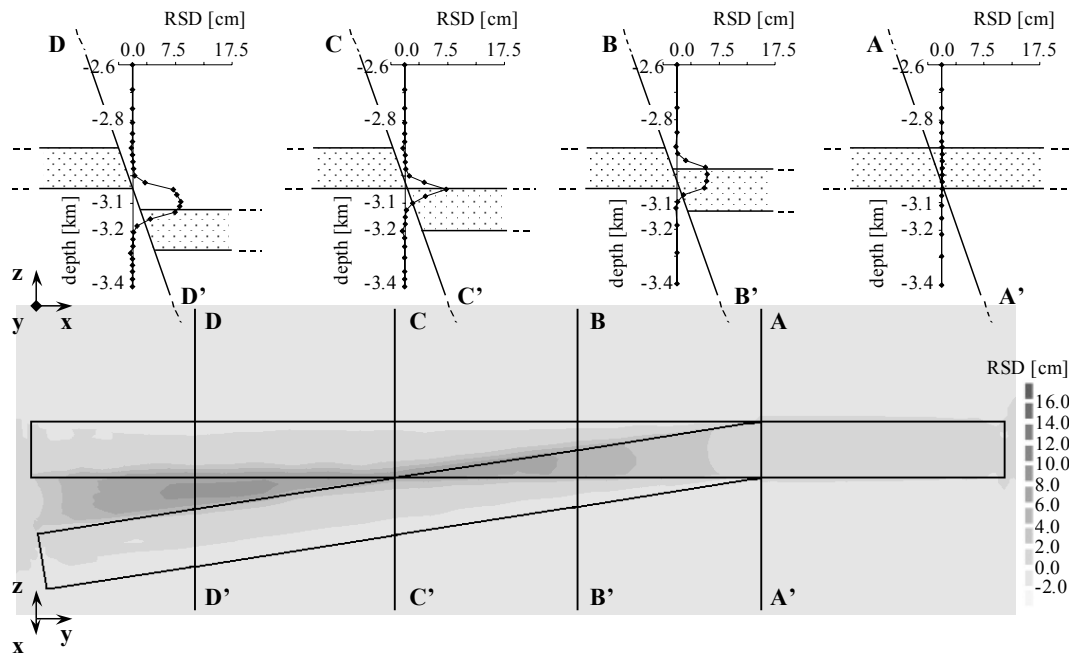 RSD [cm] RSD [cm] RSD [cm] RSD [cm]
D C B A
0.0 7.5 17.5 0.0 7.5 17.5 0.0 7.5 17.5 0.0 7.5 17.5
-2.6 -2.6 -2.6 -2.6
-2.8 -2.8 -2.8 -2.8
-3.1 -3.1 -3.1 -3.1
-3.2 -3.2 -3.2 -3.2
-3.4 -3.4 -3.4 -3.4
depth [km] depth [km] depth [km] depth [km]
D' C' B' A'
z
y x
D C B A
RSD [cm]
16.0
14.0
12.0
10.0
8.0
6.0
4.0
2.0
0.0
-2.0
z
x y
D' C' B' A'